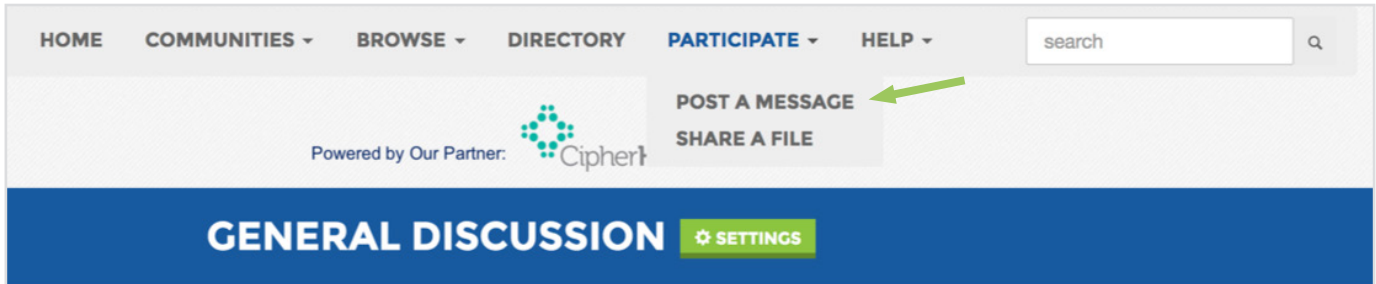 HOME COMMUNITIES BROWSE DIRECTORY PARTICIPATE HELP search
POST A MESSAGE
SHARE A FILE
Powered by Our Partner:
GENERAL DISCUSSION SETTINGS